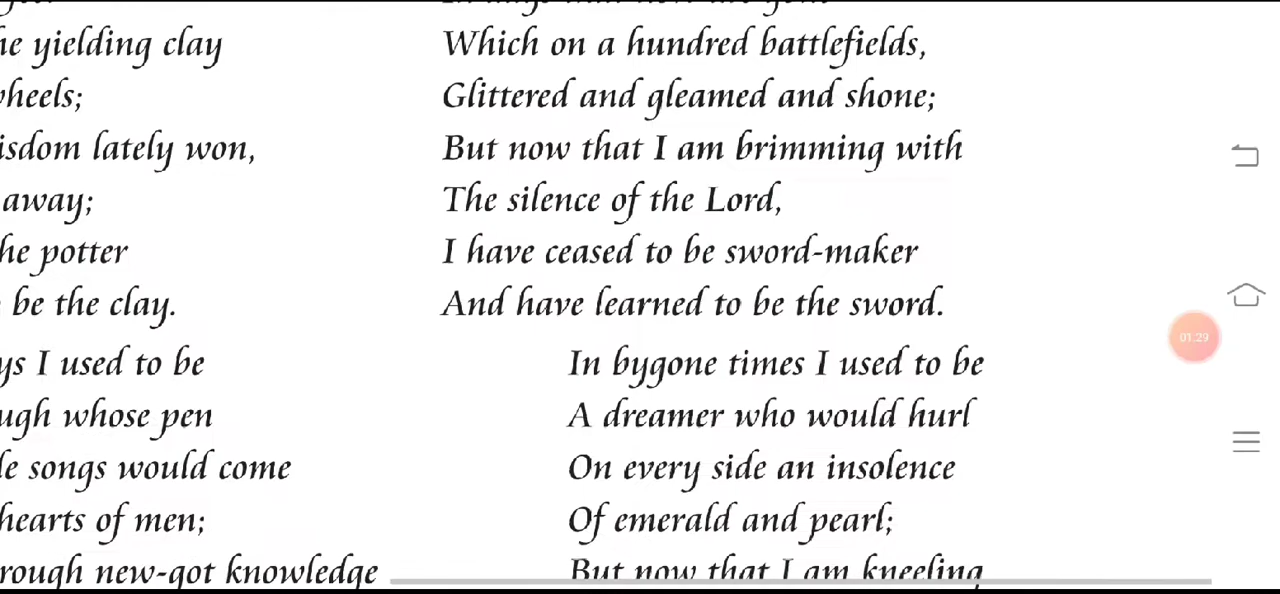 he yielding clay
wheels;
isdom lately won,
away;
he potter
be the clay.
Which on a hundred battlefields,
Glittered and gleamed and shone;
But now that I am brimming with
The silence of the Lord,
I have ceased to be sword-maker
And have learned to be the sword.
ys I used to be
ugh whose pen
le songs would come
hearts of men;
rough new-got knowledge
In bygone times I used to be
A dreamer who would hurl
On every side an insolence
Of emerald and pearl;
But now that I am kneeling
01:29